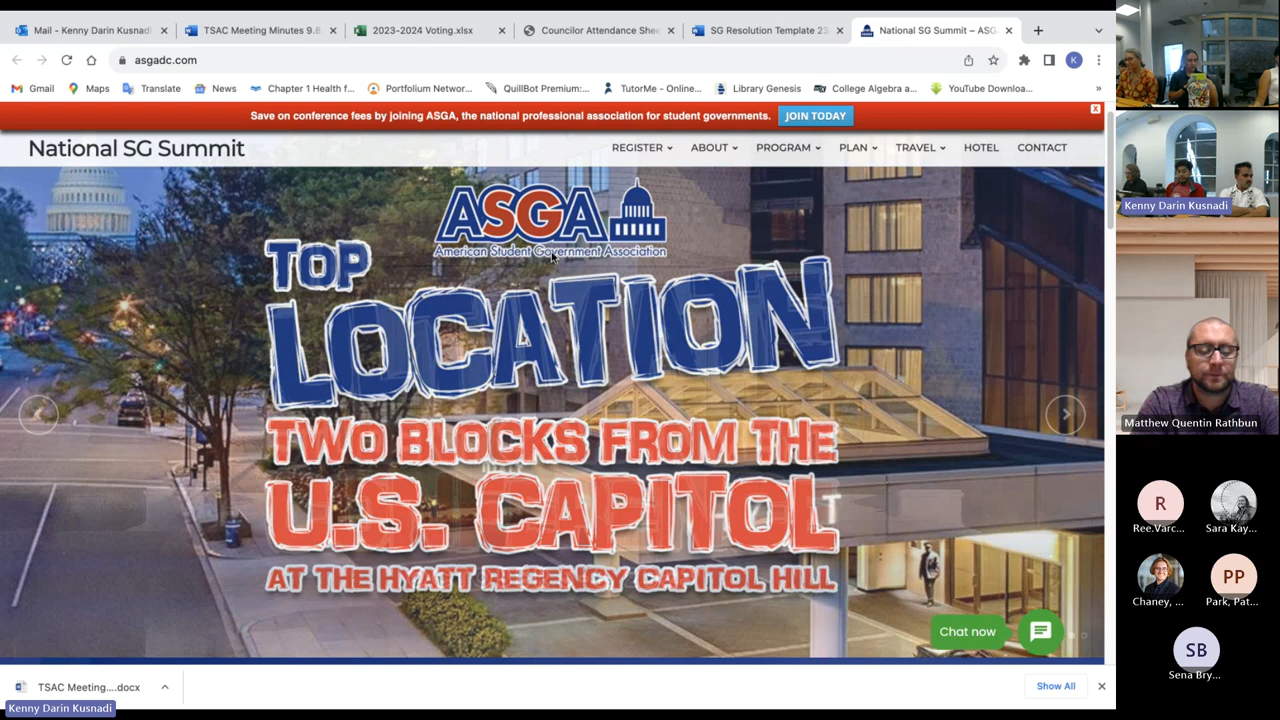 Mail - Kenny Darin Kusnadi
TSAC Meeting Minutes 9.8
2023-2024 Voting.xlsx
Councilor Attendance Shee
SG Resolution Template 23
National SG Summit – ASG
asgadc.com
K
Gmail
Maps
Translate
News
Chapter 1 Health f...
Portfolium Networ...
QuillBot Premium:...
TutorMe - Online...
Library Genesis
College Algebra a...
YouTube Downloa...
»
Save on conference fees by joining ASGA, the national professional association for student governments.
JOIN TODAY
X
National SG Summit
REGISTER
ABOUT
PROGRAM
PLAN
TRAVEL
HOTEL
CONTACT
ASGA
American Student Government Association
TOP
LOCATION
TWO BLOCKS FROM THE
U.S. CAPITOL
AT THE HYATT REGENCY CAPITOL HILL
Chat now
TSAC Meeting....docx
Show All
Kenny Darin Kusnadi
Kenny Darin Kusnadi
Matthew Quentin Rathbun
R
Ree.Varc...
Sara Kay...
Chaney, ...
PP
Park, Pat...
SB
Sena Bry...